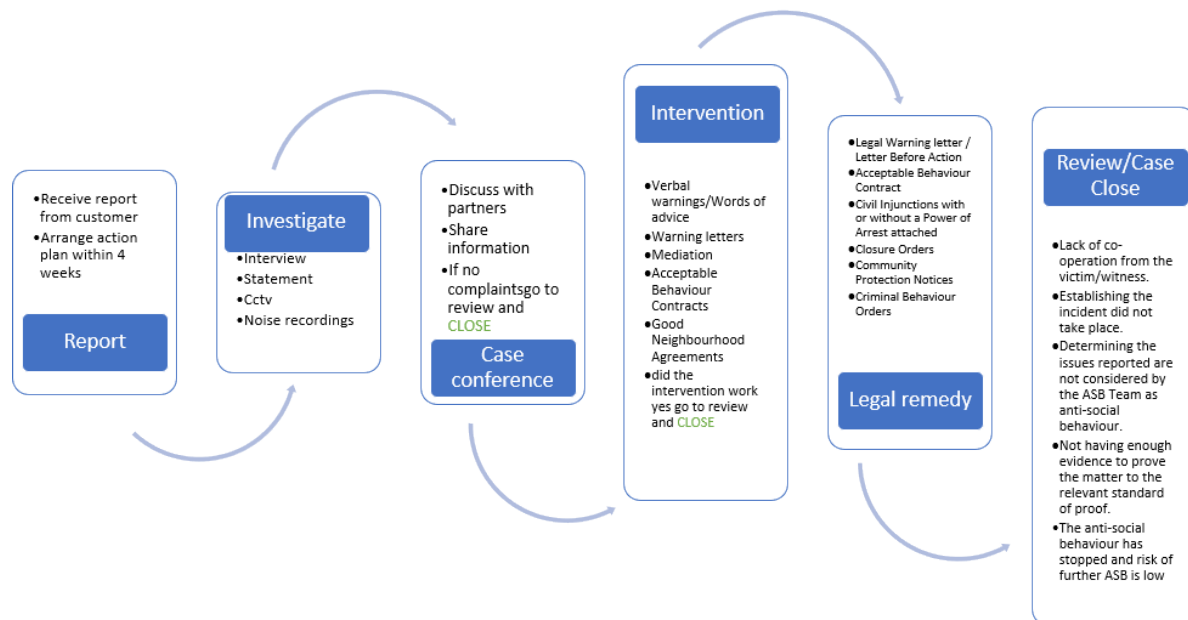 •Receive report
from customer
•Arrange action
plan within 4
weeks
Report
Investigate
•Interview
•Statement
•Cctv
•Noise recordings
•Discuss with
partners
•Share
information
•If no
complaintsgo to
review and
CLOSE
Case
conference
Intervention
•Verbal
warnings/Words of
advice
•Warning letters
•Mediation
•Acceptable
Behaviour
Contracts
•Good
Neighbourhood
Agreements
•did the
intervention work
yes go to review
and CLOSE
•Legal Warning letter /
Letter Before Action
•Acceptable Behaviour
Contract
•Civil Injunctions with
or without a Power of
Arrest attached
•Closure Orders
•Community
Protection Notices
•Criminal Behaviour
Orders
Legal remedy
Review/Case
Close
•Lack of co-
operation from the
victim/witness.
•Establishing the
incident did not
take place.
•Determining the
issues reported are
not considered by
the ASB Team as
anti-social
behaviour.
•Not having enough
evidence to prove
the matter to the
relevant standard
of proof.
•The anti-social
behaviour has
stopped and risk of
further ASB is low